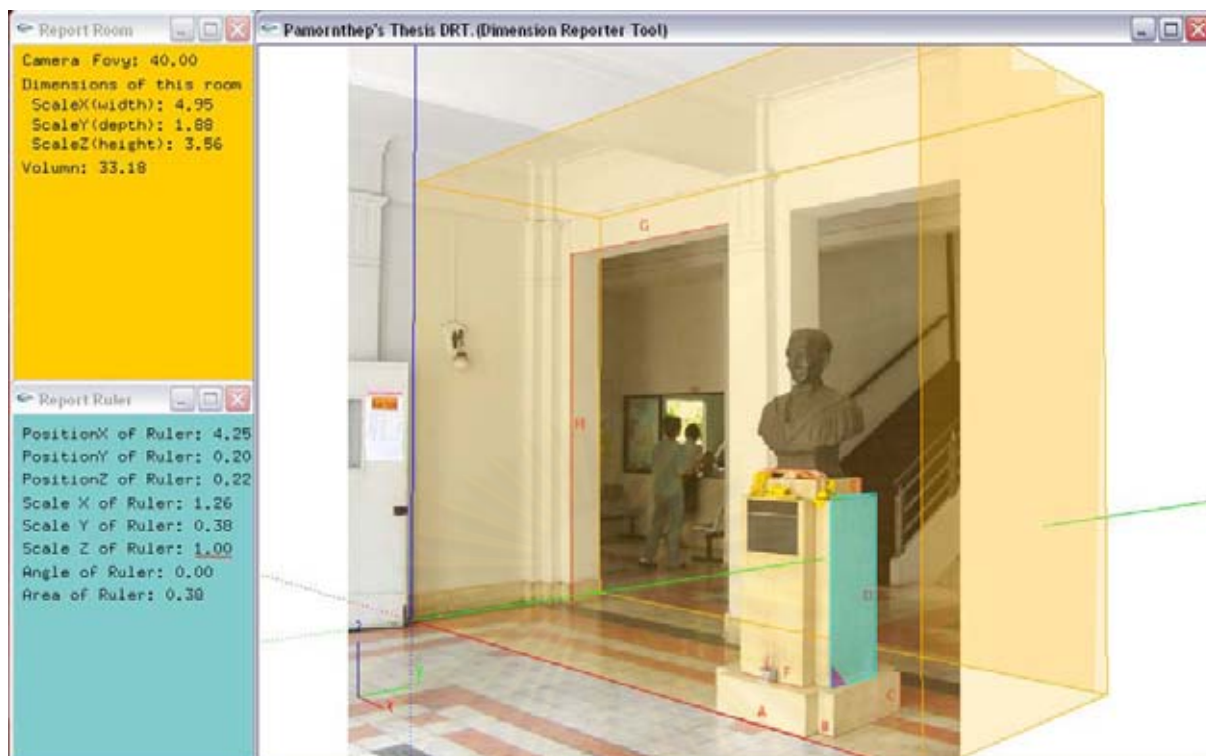 Report Room
Camera Fovy: 40.00
Dimensions of this room
ScaleX(width): 4.95
ScaleY(depth): 1.88
ScaleZ(height): 3.56
Volumn: 33.18
Report Ruler
PositionX of Ruler: 4.25
PositionY of Ruler: 0.20
PositionZ of Ruler: 0.22
Scale X of Ruler: 1.26
Scale Y of Ruler: 0.38
Scale Z of Ruler: 1.00
Angle of Ruler: 0.00
Area of Ruler: 0.38
Pamornthep's Thesis DRT.(Dimension Reporter Tool)
G
H
D
F
A
B
C
X